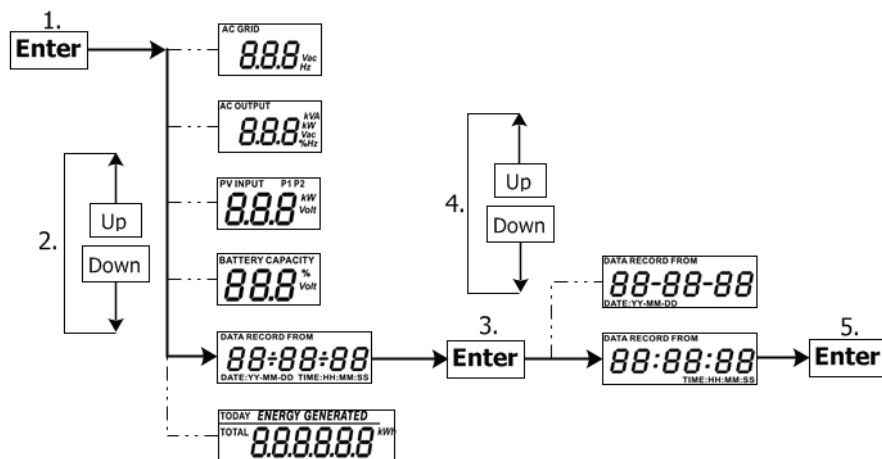 1.
Enter
AC GRID
8.8.8 Vac
Hz
AC OUTPUT
8.8.8 kVA
kW
Vac
%Hz
PV INPUT P1 P2
8.8.8 kW
Volt
BATTERY CAPACITY
88.8 %
Volt
2.
Up
Down
DATA RECORD FROM
88÷88÷88
DATE:YY-MM-DD TIME:HH:MM:SS
TODAY ENERGY GENERATED
TOTAL 8.8.8.8.8.8 kWh
3.
Enter
4.
Up
Down
DATA RECORD FROM
88-88-88
DATE:YY-MM-DD
DATA RECORD FROM
88:88:88
TIME:HH:MM:SS
5.
Enter